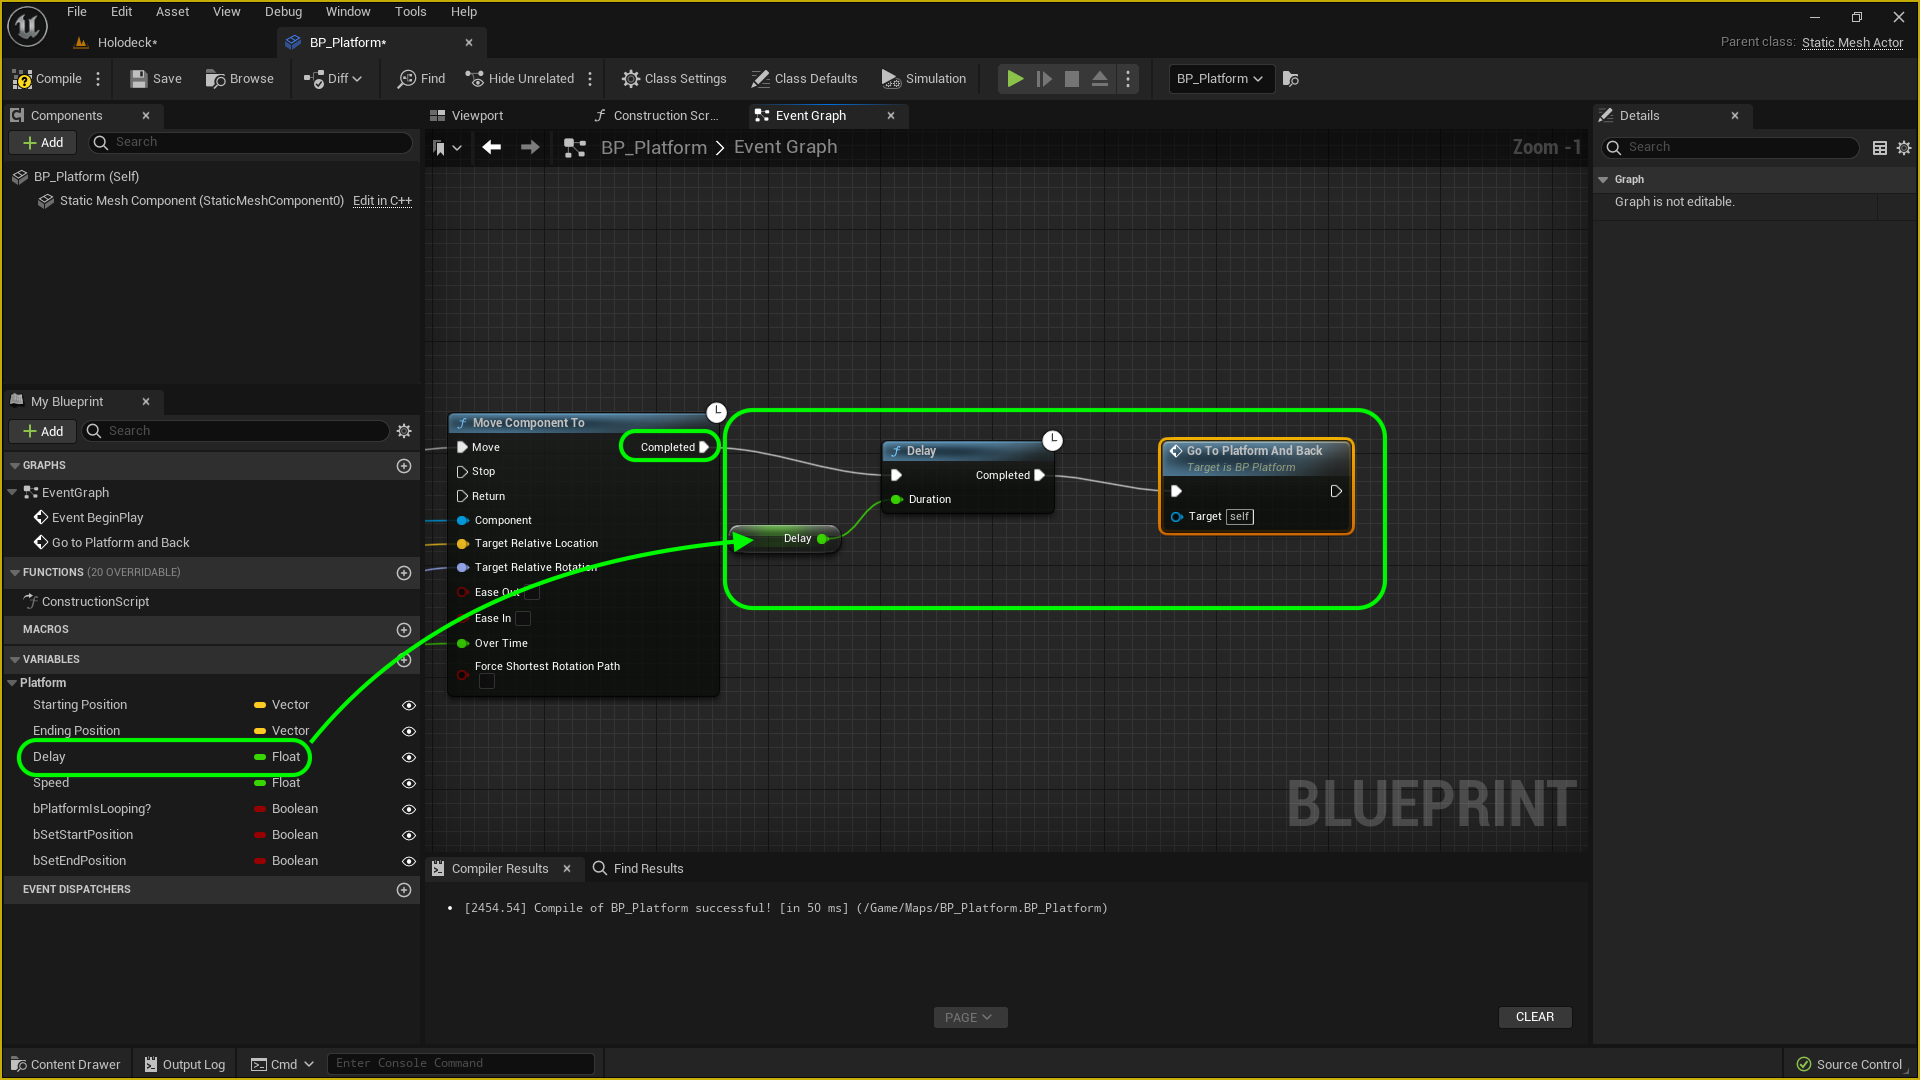 File Edit Asset View Debug Window Tools Help
Holodeck*
BP_Platform*
Parent class: Static Mesh Actor
Compile
Save
Browse
Diff
Find
Hide Unrelated
Class Settings
Class Defaults
Simulation
BP_Platform
Components
Add
Search
BP_Platform (Self)
Static Mesh Component (StaticMeshComponent0) Edit in C++
My Blueprint
Add
Search
GRAPHS
EventGraph
Event BeginPlay
Go to Platform and Back
FUNCTIONS (20 OVERRIDABLE)
ConstructionScript
MACROS
VARIABLES
Platform
Starting Position Vector
Ending Position Vector
Delay Float
Speed Float
bPlatformIsLooping? Boolean
bSetStartPosition Boolean
bSetEndPosition Boolean
EVENT DISPATCHERS
Viewport
Construction Scr...
Event Graph
BP_Platform > Event Graph
Zoom -1
Move Component To
Move Completed
Stop
Return
Component
Target Relative Location
Target Relative Rotation
Ease Out
Ease In
Over Time
Force Shortest Rotation Path
Delay
Delay
Completed
Duration
Go To Platform And Back
Target is BP Platform
Target self
BLUEPRINT
Compiler Results
Find Results
• [2454.54] Compile of BP_Platform successful! [in 50 ms] (/Game/Maps/BP_Platform.BP_Platform)
PAGE
CLEAR
Details
Search
Graph
Graph is not editable.
Content Drawer
Output Log
Cmd
Enter Console Command
Source Control